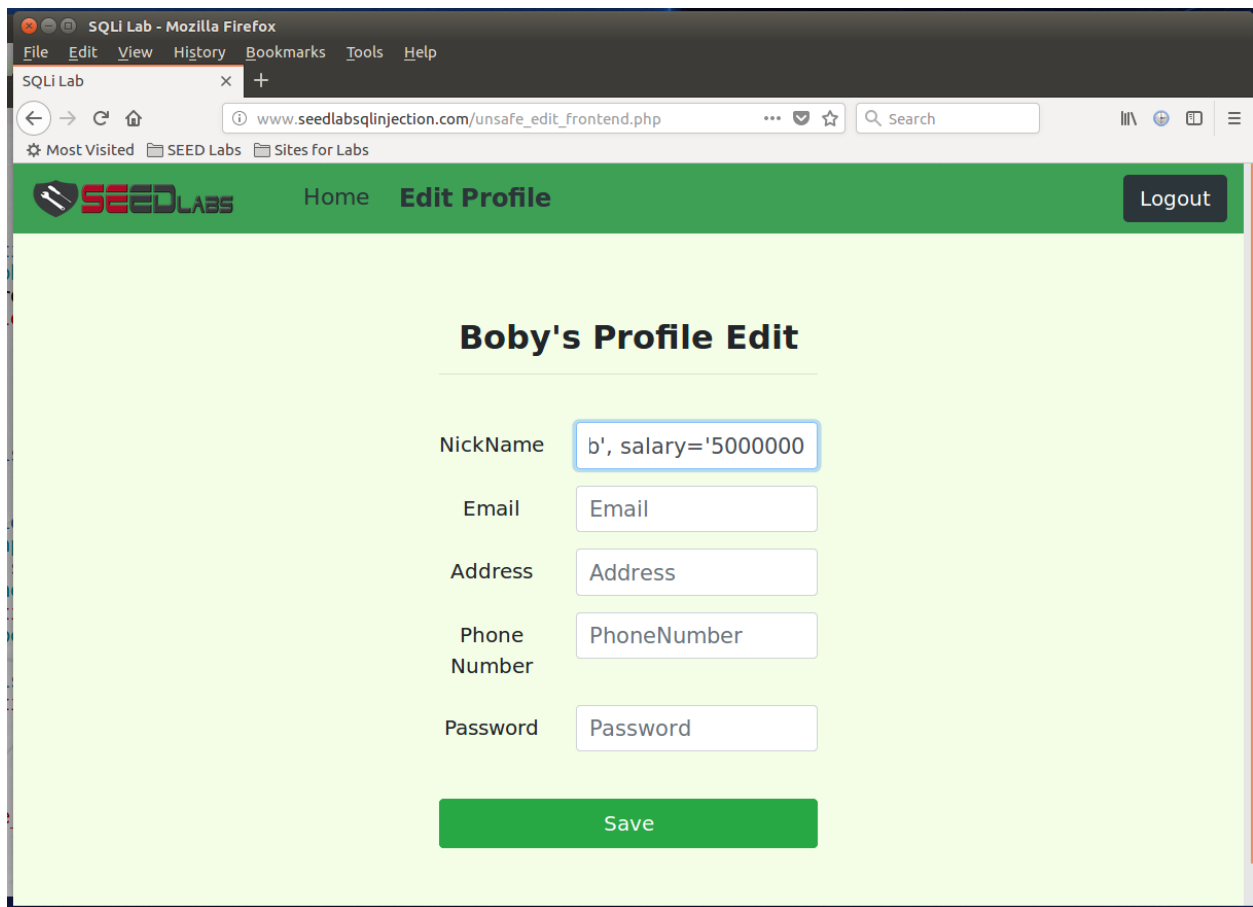 SQLi Lab - Mozilla Firefox
File Edit View History Bookmarks Tools Help
SQLi Lab
www.seedlabsqlinjection.com/unsafe_edit_frontend.php Search
Most Visited SEED Labs Sites for Labs
SEEDLABS Home Edit Profile Logout
Boby's Profile Edit
NickName b', salary='5000000
Email Email
Address Address
Phone PhoneNumber
Number
Password Password
Save